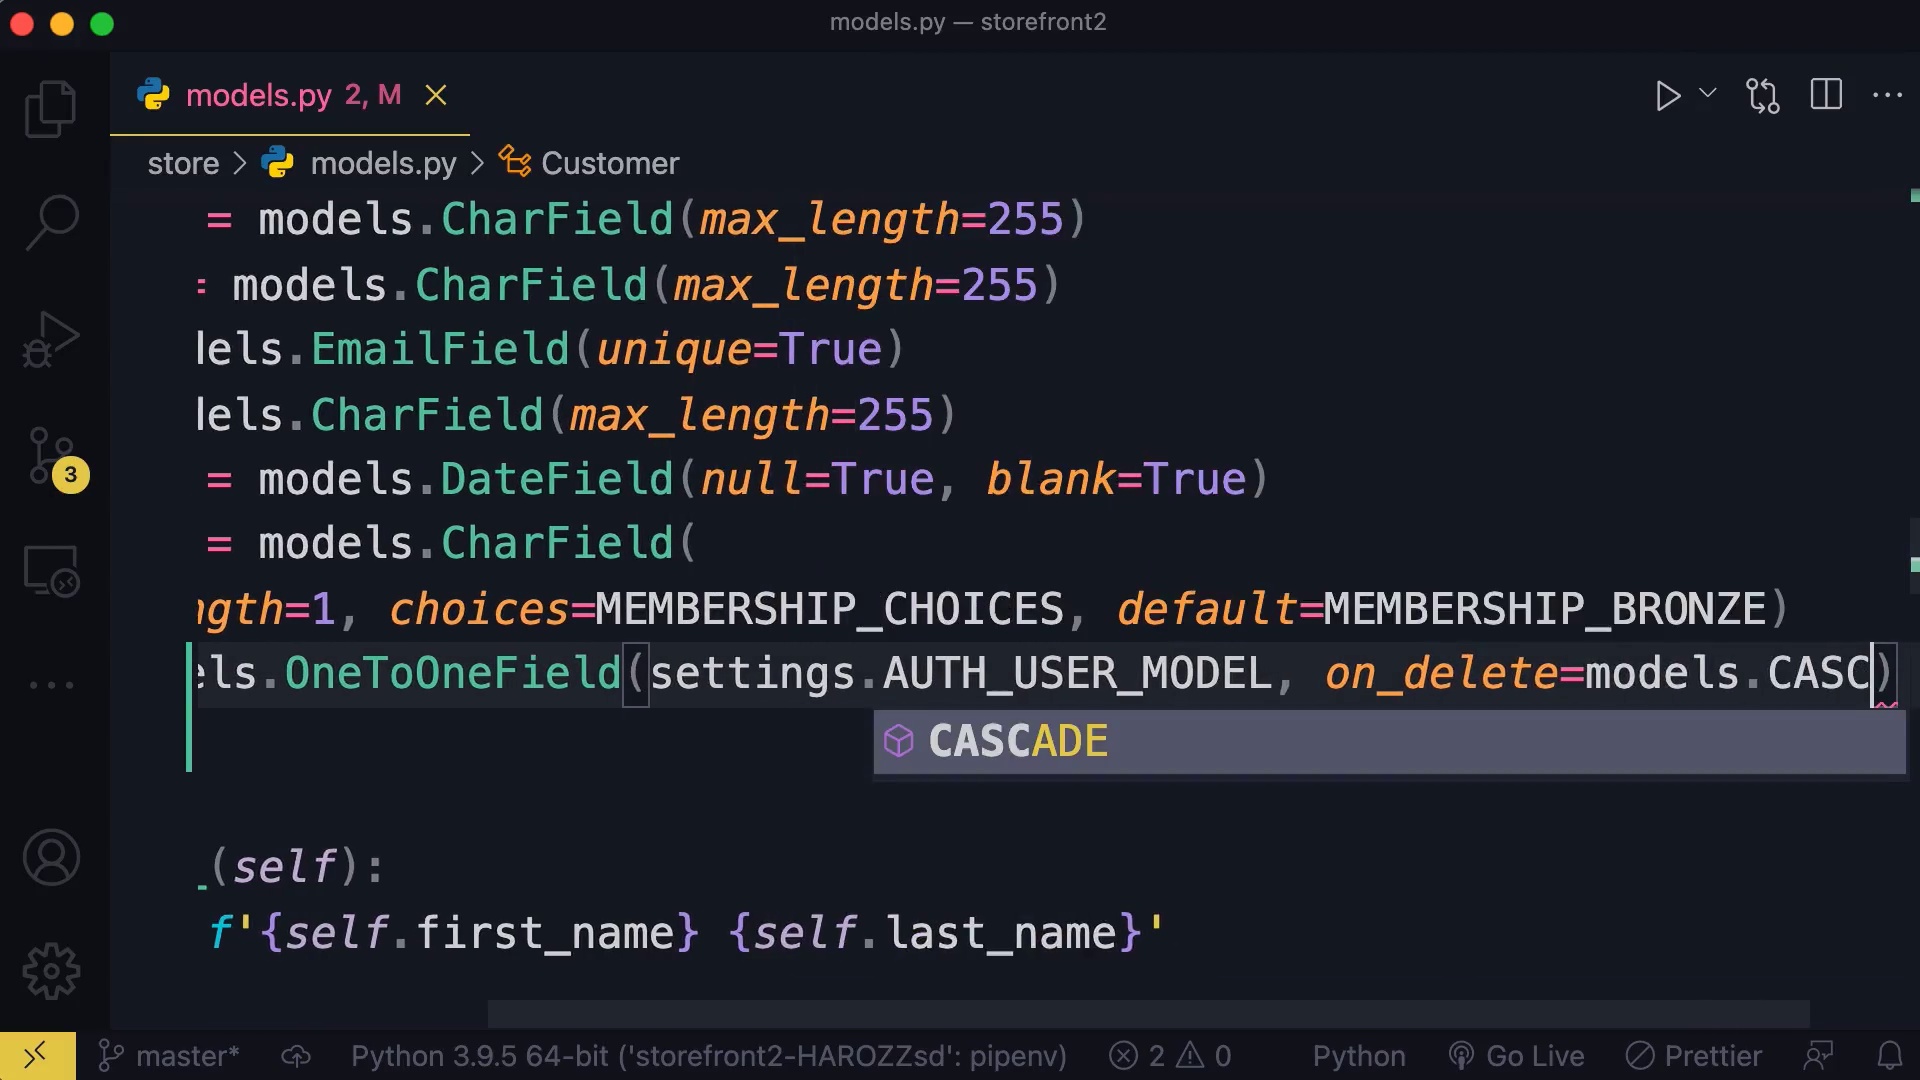 models.py — storefront2
models.py 2, M
store > models.py > Customer
= models.CharField(max_length=255)
= models.CharField(max_length=255)
lels.EmailField(unique=True)
lels.CharField(max_length=255)
= models.DateField(null=True, blank=True)
= models.CharField(
ngth=1, choices=MEMBERSHIP_CHOICES, default=MEMBERSHIP_BRONZE)
els.OneToOneField(settings.AUTH_USER_MODEL, on_delete=models.CASC)
CASCADE
_(self):
f'{self.first_name} {self.last_name}'
3
master* Python 3.9.5 64-bit ('storefront2-HAROZZsd': pipenv) 2 0 Python Go Live Prettier